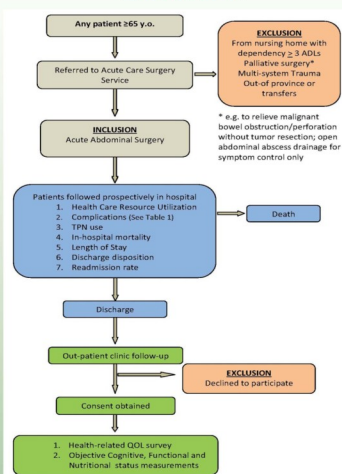 Any patient ≥65 y.o.
Referred to Acute Care Surgery
Service
EXCLUSION
From nursing home with
dependency ≥ 3 ADLs
Palliative surgery*
Multi-system Trauma
Out-of province or
transfers
* e.g. to relieve malignant
bowel obstruction/perforation
without tumor resection; open
abdominal abscess drainage for
symptom control only
INCLUSION
Acute Abdominal Surgery
Patients followed prospectively in hospital
1. Health Care Resource Utilization
2. Complications (See Table 1)
3. TPN use
4. In-hospital mortality
5. Length of Stay
6. Discharge disposition
7. Readmission rate
Death
Discharge
Out-patient clinic follow-up
EXCLUSION
Declined to participate
Consent obtained
1. Health-related QOL survey
2. Objective Cognitive, Functional and
Nutritional status measurements